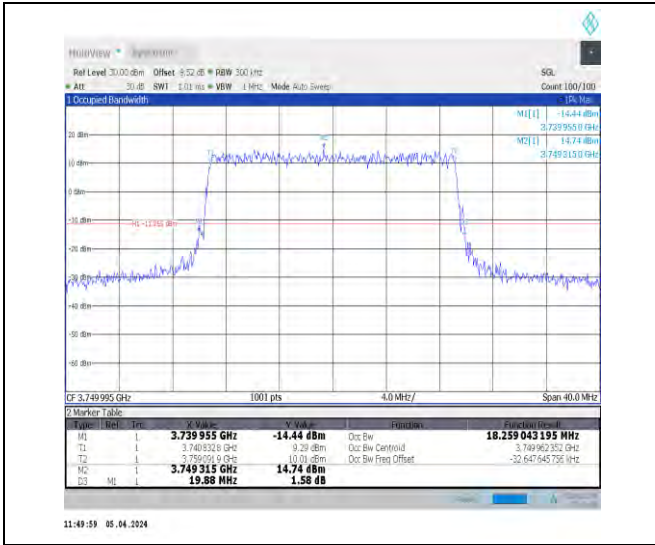 MultiView
Ref Level 30.00 dBm Offset 9.52 dB RBW 300 kHz SGL
Att 30 dB SWT 1.01 ms VBW 1 MHz Mode Auto Sweep Count 100/100
1 Occupied Bandwidth 1Pk Max
M1[1] -14.44 dBm
3.739955 0 GHz
M2[1] 14.74 dBm
3.7493150 GHz
20 dBm
10 dBm
0 dBm
-10 dBm
-20 dBm
-30 dBm
-40 dBm
-50 dBm
-60 dBm
CF 3.749995 GHz 1001 pts 4.0 MHz/ Span 40.0 MHz
2 Marker Table
Type Ref Trc X-Value Y-Value Function Function Result
M1 1 3.739955 GHz -14.44 dBm Occ Bw 18.259 043 195 MHz
T1 1 3.7408328 GHz 9.29 dBm Occ Bw Centroid 3.749962352 GHz
T2 1 3.7590919 GHz 10.01 dBm Occ Bw Freq Offset -32.647645756 kHz
M2 1 3.749315 GHz 14.74 dBm
D3 M1 1 19.88 MHz 1.58 dB
11:49:59 05.04.2024